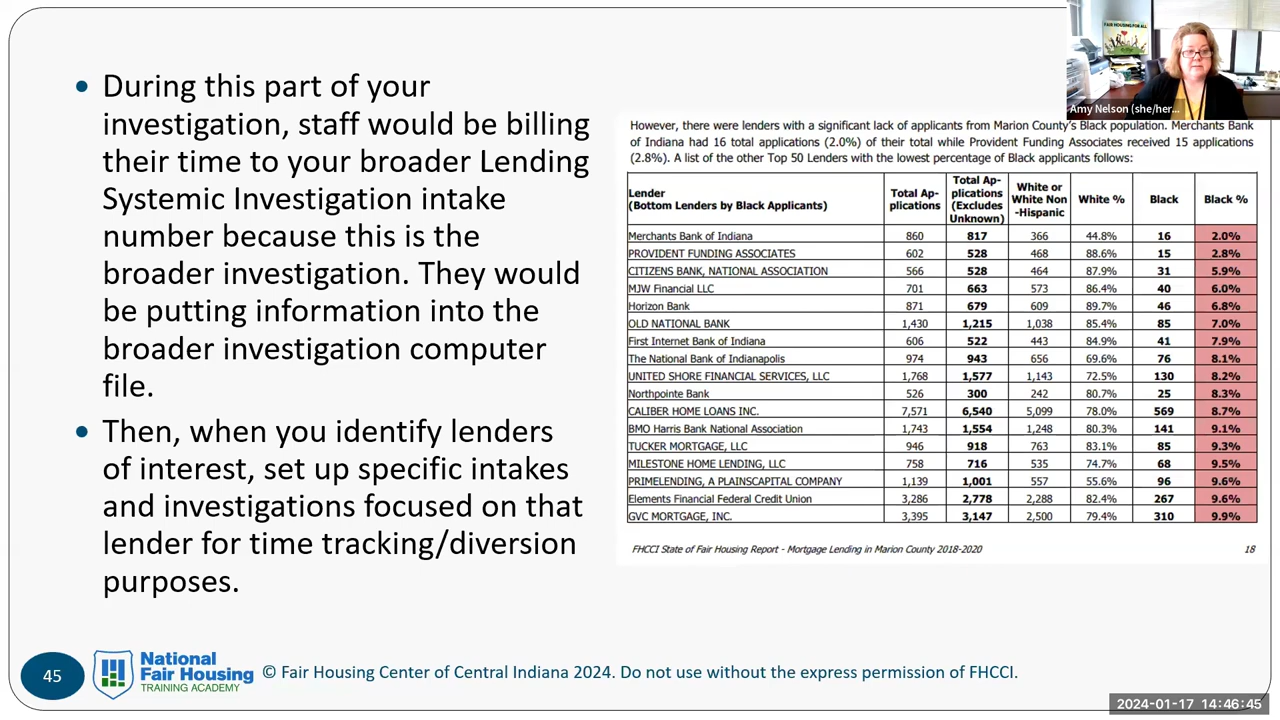 FAIR HOUSING FOR ALL
Amy Nelson (she/her...
• During this part of your
investigation, staff would be billing
their time to your broader Lending
Systemic Investigation intake
number because this is the
broader investigation. They would
be putting information into the
broader investigation computer
file.
• Then, when you identify lenders
of interest, set up specific intakes
and investigations focused on that
lender for time tracking/diversion
purposes.
However, there were lenders with a significant lack of applicants from Marion County's Black population. Merchants Bank
of Indiana had 16 total applications (2.0%) of their total while Provident Funding Associates received 15 applications
(2.8%). A list of the other Top 50 Lenders with the lowest percentage of Black applicants follows:
Lender (Bottom Lenders by Black Applicants) Total Ap-plications Total Ap-plications (Excludes Unknown) White or White Non-Hispanic White % Black Black %
Merchants Bank of Indiana 860 817 366 44.8% 16 2.0%
PROVIDENT FUNDING ASSOCIATES 602 528 468 88.6% 15 2.8%
CITIZENS BANK, NATIONAL ASSOCIATION 566 528 464 87.9% 31 5.9%
MJW Financial LLC 701 663 573 86.4% 40 6.0%
Horizon Bank 871 679 609 89.7% 46 6.8%
OLD NATIONAL BANK 1,430 1,215 1,038 85.4% 85 7.0%
First Internet Bank of Indiana 606 522 443 84.9% 41 7.9%
The National Bank of Indianapolis 974 943 656 69.6% 76 8.1%
UNITED SHORE FINANCIAL SERVICES, LLC 1,768 1,577 1,143 72.5% 130 8.2%
Northpointe Bank 526 300 242 80.7% 25 8.3%
CALIBER HOME LOANS INC. 7,571 6,540 5,099 78.0% 569 8.7%
BMO Harris Bank National Association 1,743 1,554 1,248 80.3% 141 9.1%
TUCKER MORTGAGE, LLC 946 918 763 83.1% 85 9.3%
MILESTONE HOME LENDING, LLC 758 716 535 74.7% 68 9.5%
PRIMELENDING, A PLAINSCAPITAL COMPANY 1,139 1,001 557 55.6% 96 9.6%
Elements Financial Federal Credit Union 3,286 2,778 2,288 82.4% 267 9.6%
GVC MORTGAGE, INC. 3,395 3,147 2,500 79.4% 310 9.9%
FHCCI State of Fair Housing Report - Mortgage Lending in Marion County 2018-2020 18
45
National
Fair Housing
TRAINING ACADEMY
© Fair Housing Center of Central Indiana 2024. Do not use without the express permission of FHCCI.
2024-01-17 14:46:45